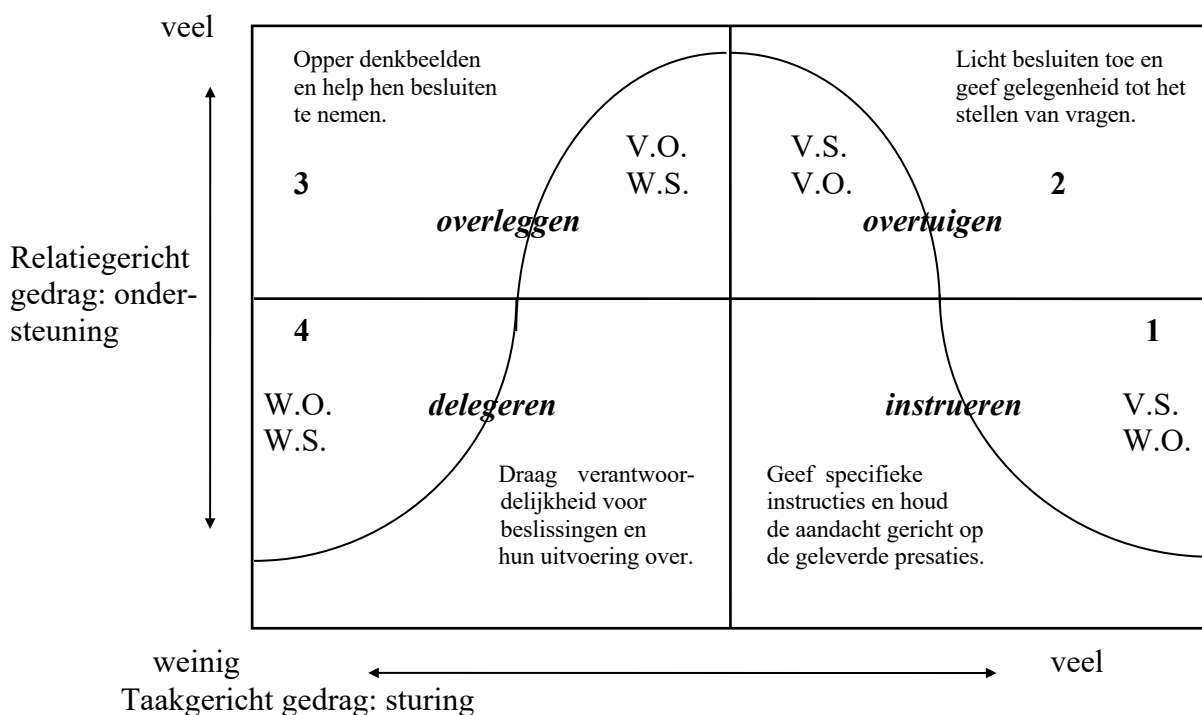 veel
Opper denkbeelden
en help hen besluiten
te nemen.
Licht besluiten toe en
geef gelegenheid tot het
stellen van vragen.
V.O.
W.S.
V.S.
V.O.
3
2
overleggen
overtuigen
Relatiegericht
gedrag: onder-
steuning
4
1
W.O.
W.S.
delegeren
instrueren
V.S.
W.O.
Draag verantwoor-
delijkheid voor
beslissingen en
hun uitvoering over.
Geef specifieke
instructies en houd
de aandacht gericht op
de geleverde presaties.
weinig
veel
Taakgericht gedrag: sturing